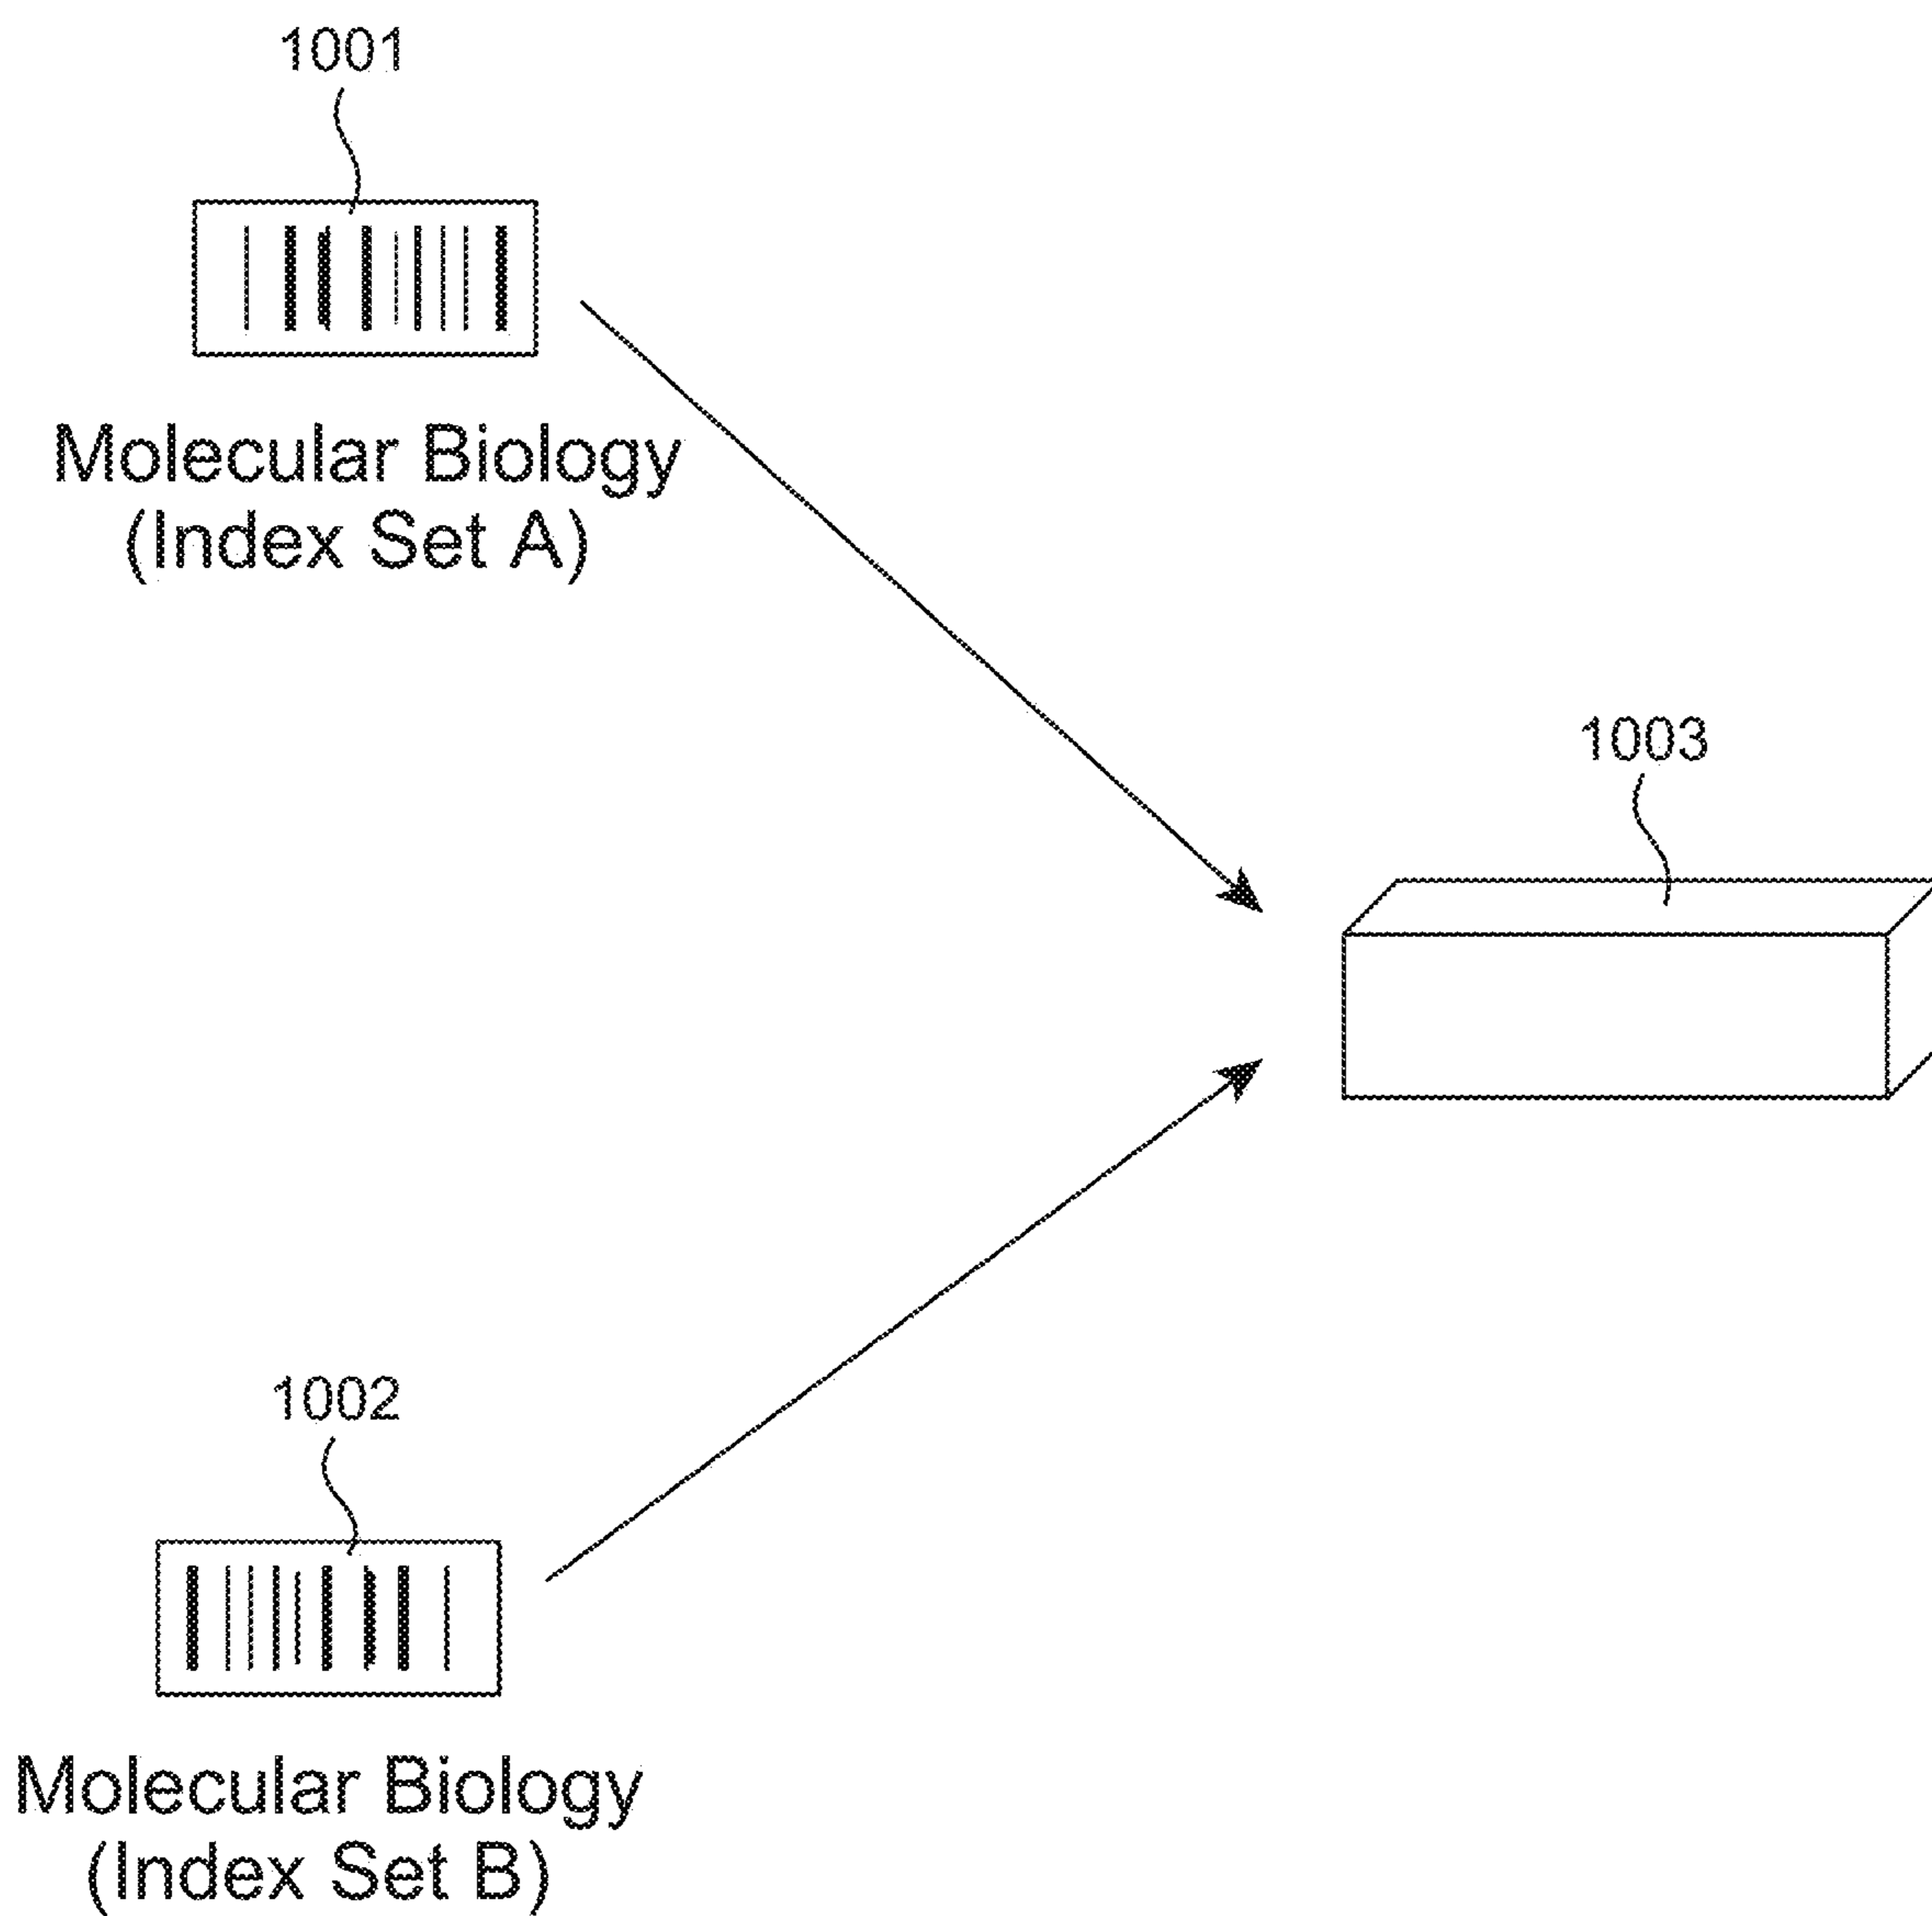 1001
Molecular Biology
(Index Set A)
1003
1002
Molecular Biology
(Index Set B)